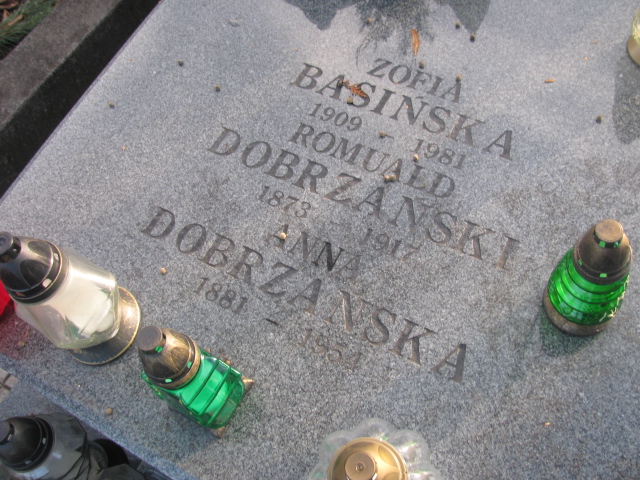 ZOFIA
BASIŃSKA
1909 - 1981
ROMUALD
DOBRZAŃSKI
1873 - 1917
ANNA
DOBRZAŃSKA
1881 - 1954